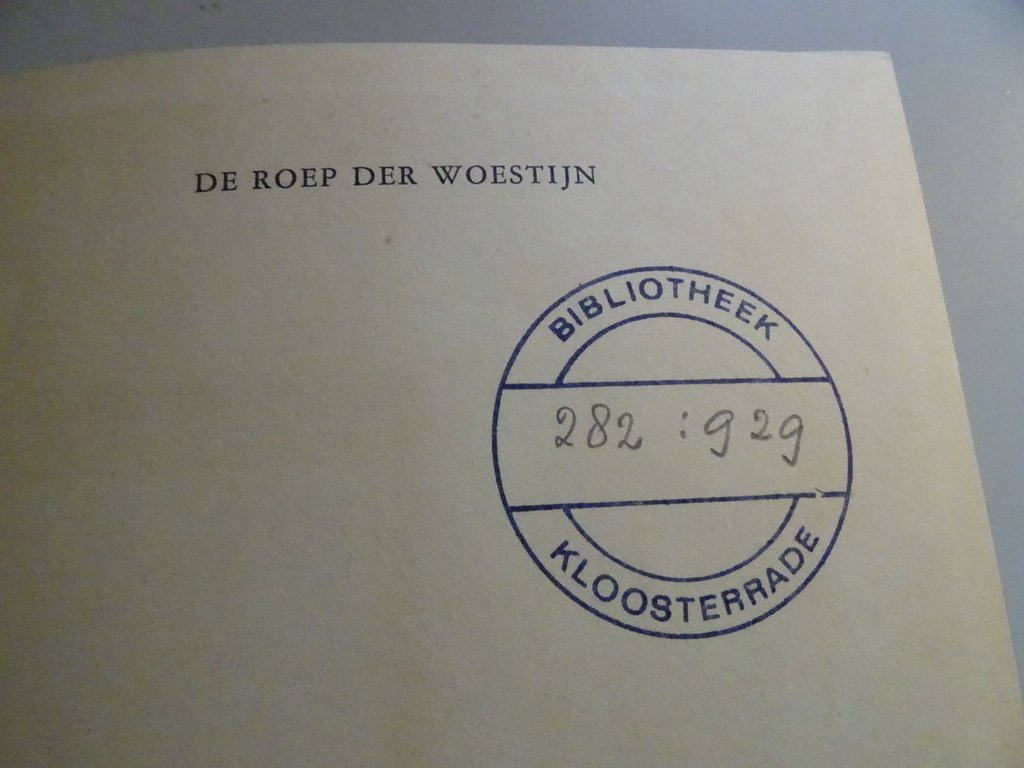 DE ROEP DER WOESTIJN
BIBLIOTHEEK
282 : 929
KLOOSTERRADE